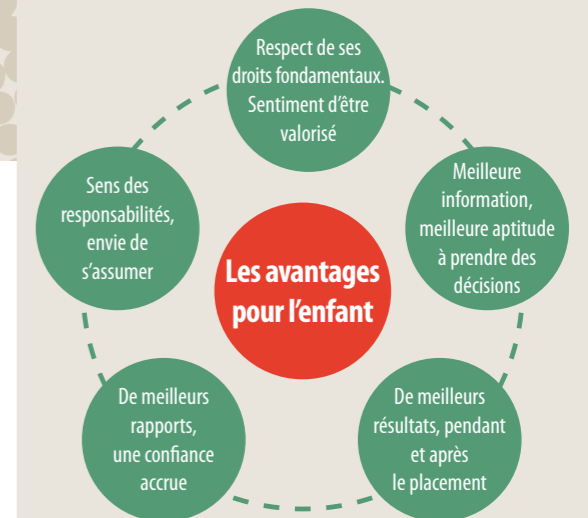 Respect de ses
droits fondamentaux.
Sentiment d'être
valorisé
Meilleure
information,
meilleure aptitude
à prendre des
décisions
De meilleurs
résultats, pendant
et après
le placement
De meilleurs
rapports,
une confiance
accrue
Sens des
responsabilités,
envie de
s'assumer
Les avantages
pour l'enfant